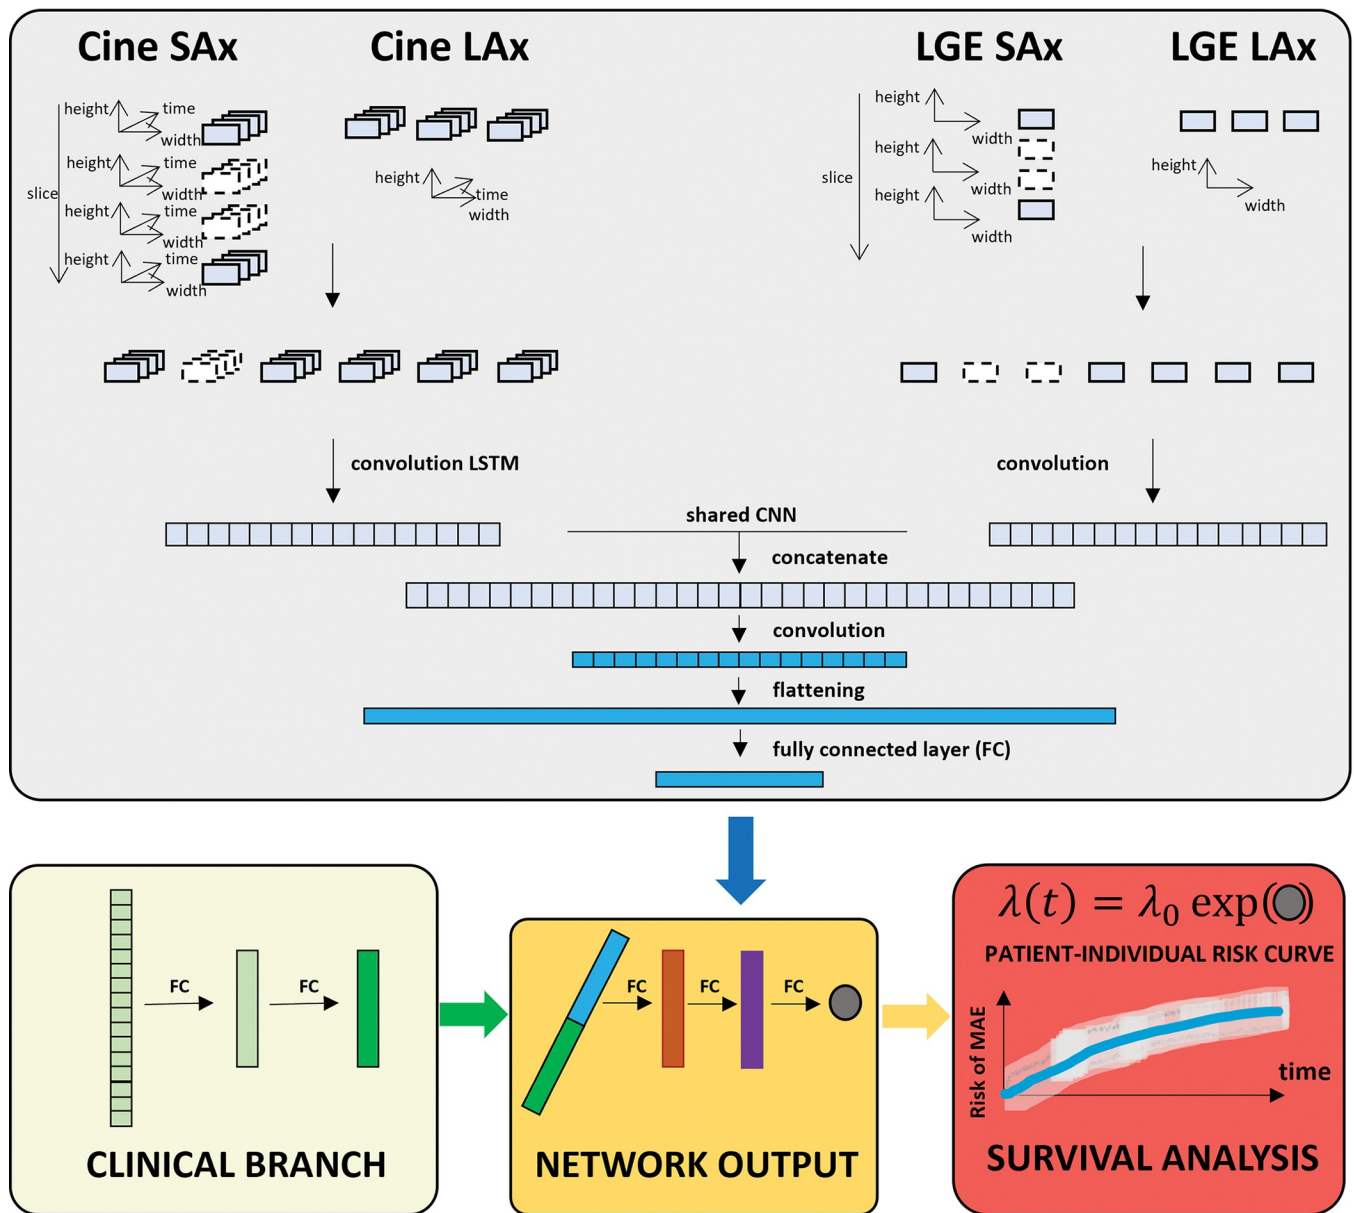 Cine SAx
Cine LAx
LGE SAx
LGE LAx
height
time
width
height
time
width
slice
height
time
width
height
time
width
height
time
width
height
width
height
width
slice
height
width
height
width
convolution LSTM
convolution
shared CNN
concatenate
convolution
flattening
fully connected layer (FC)
FC
FC
CLINICAL BRANCH
FC
FC
FC
NETWORK OUTPUT
λ(t) = λ₀ exp( )
PATIENT-INDIVIDUAL RISK CURVE
Risk of MAE
time
SURVIVAL ANALYSIS